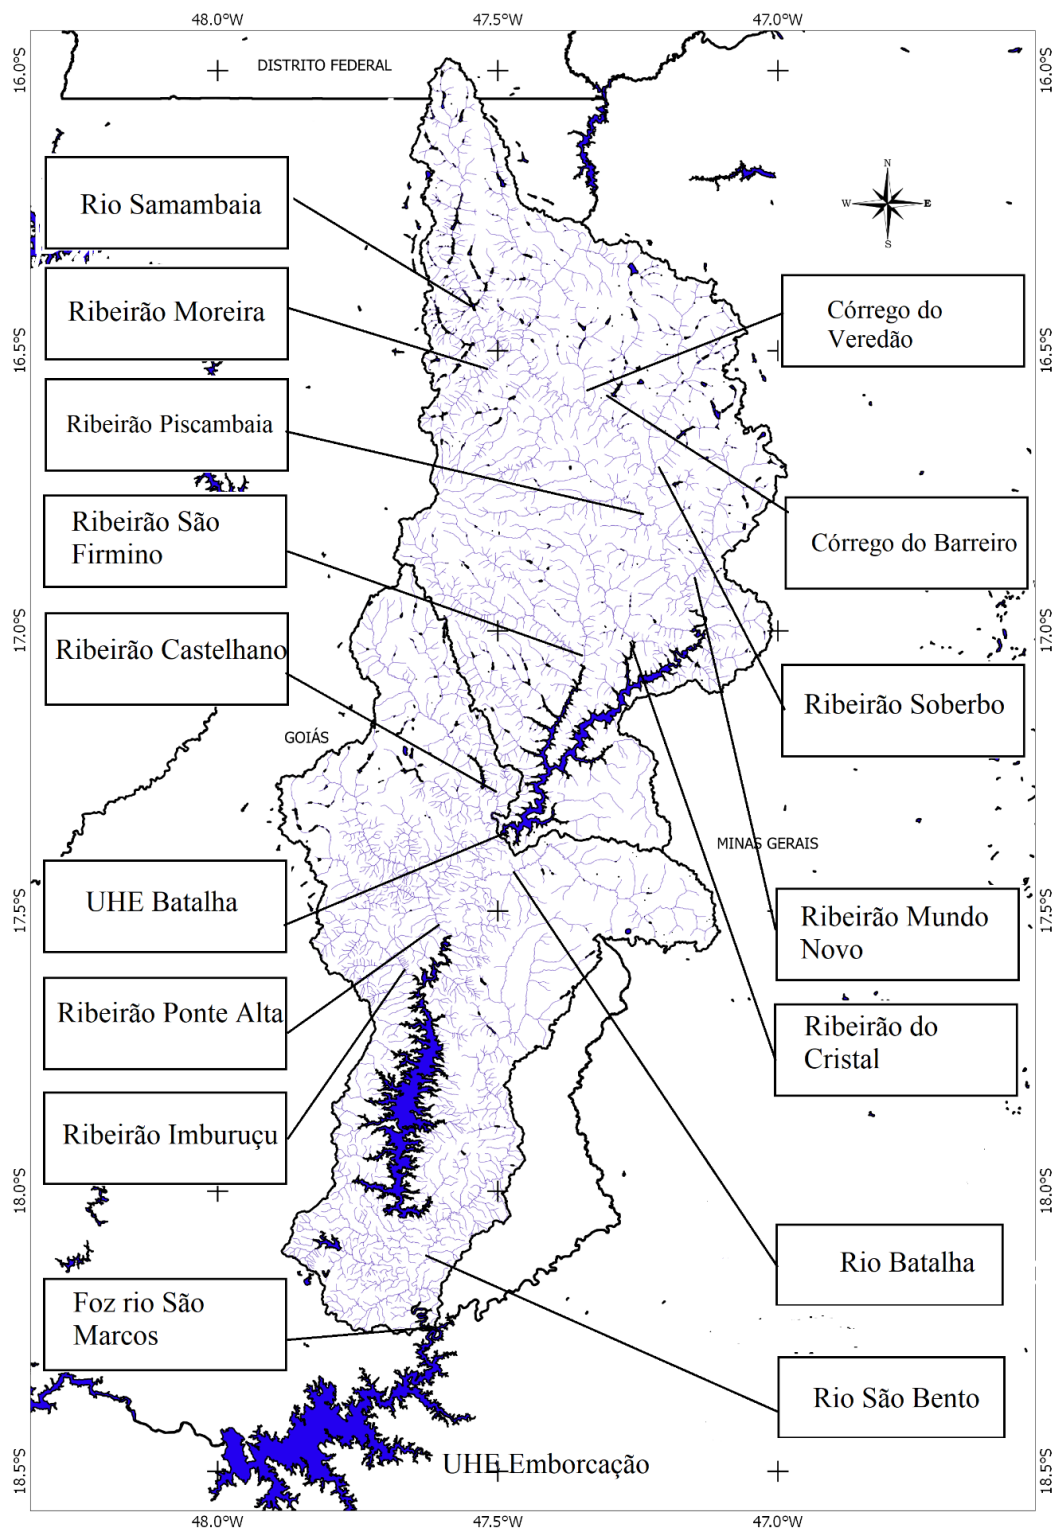 48.0°W
47.5°W
47.0°W
16.0°S
16.0°S
DISTRITO FEDERAL
N
W
E
S
Rio Samambaia
Ribeirão Moreira
Córrego do
Veredão
16.5°S
16.5°S
Ribeirão Piscambaia
Ribeirão São
Firmino
Córrego do Barreiro
17.0°S
17.0°S
Ribeirão Castelhano
Ribeirão Soberbo
GOIÁS
MINAS GERAIS
UHE Batalha
17.5°S
17.5°S
Ribeirão Mundo
Novo
Ribeirão Ponte Alta
Ribeirão do
Cristal
Ribeirão Imburuçu
18.0°S
18.0°S
Rio Batalha
Foz rio São
Marcos
Rio São Bento
UHE Emborcação
18.5°S
18.5°S
48.0°W
47.5°W
47.0°W